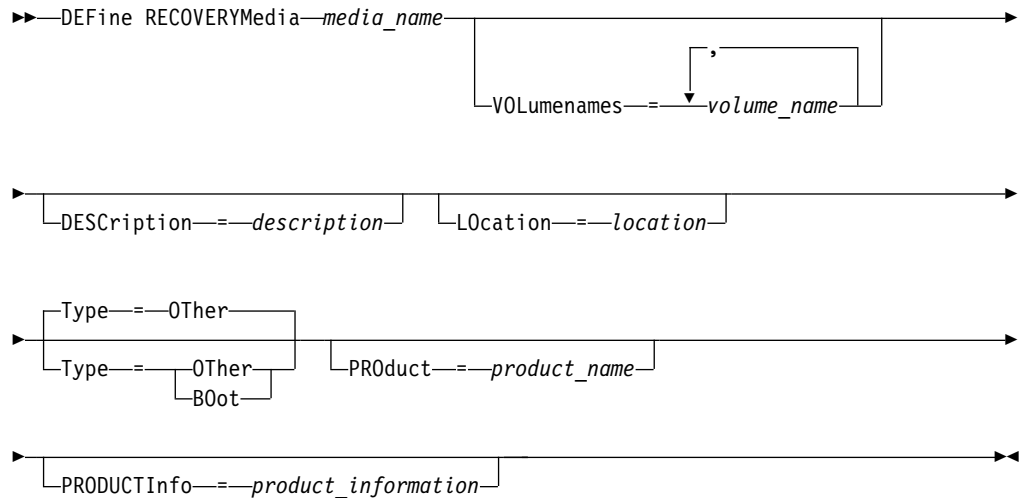 DEFine RECOVERYMedia media_name
,
VOLumenames = volume_name
DESCription = description LOcation = location
Type = OTher
Type = OTher PROduct = product_name
BOot
PRODUCTInfo = product_information